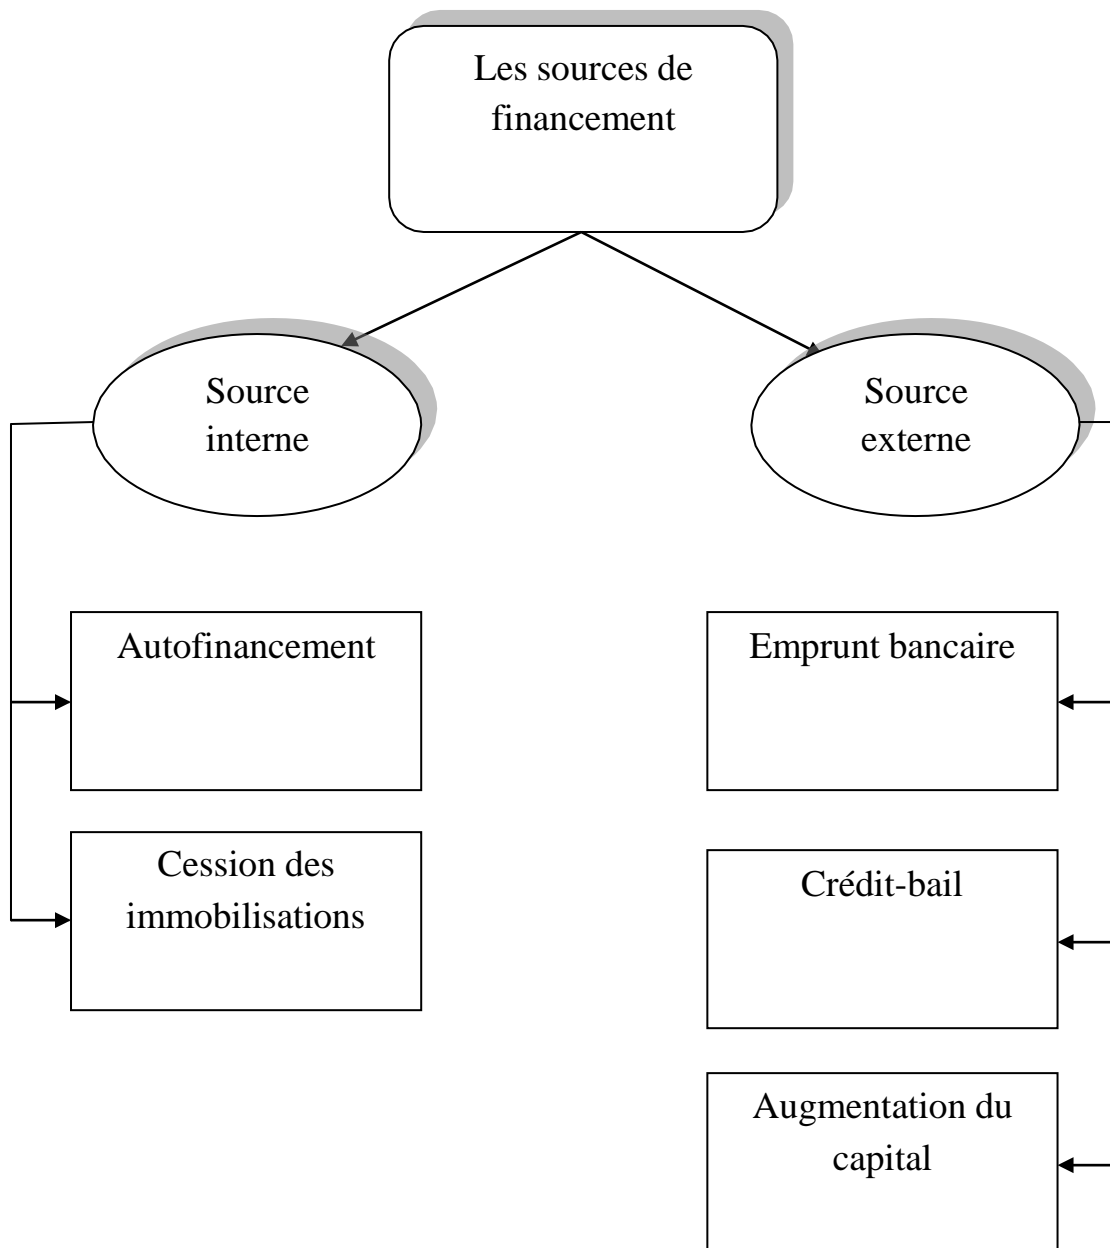 Les sources de
financement
Source
interne
Source
externe
Autofinancement
Emprunt bancaire
Cession des
immobilisations
Crédit-bail
Augmentation du
capital